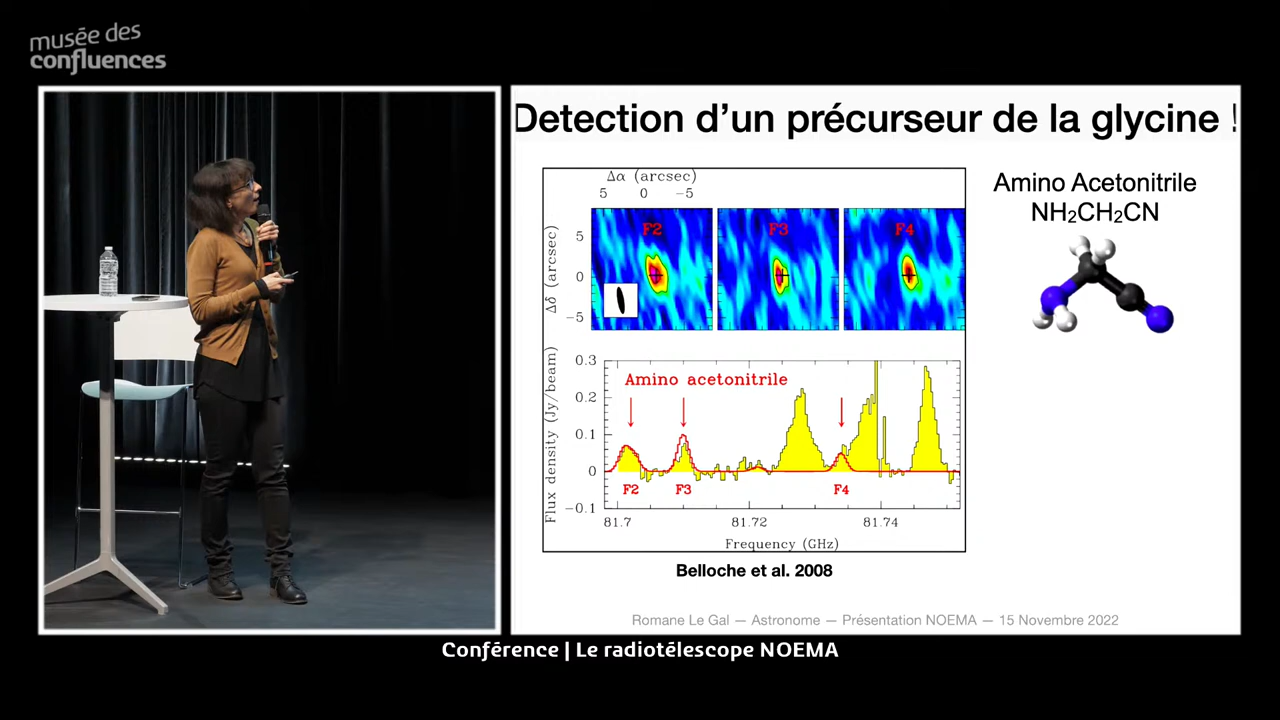 musée des
confluences
Detection d'un précurseur de la glycine !
Δα (arcsec)
5 0 −5
Δδ (arcsec)
5
0
−5
F2 F3 F4
Amino Acetonitrile
NH₂CH₂CN
Flux density (Jy/beam)
0.3
0.2
0.1
0
−0.1
Amino acetonitrile
F2 F3 F4
81.7 81.72 81.74
Frequency (GHz)
Belloche et al. 2008
Romane Le Gal — Astronome — Présentation NOEMA — 15 Novembre 2022
Conférence | Le radiotélescope NOEMA